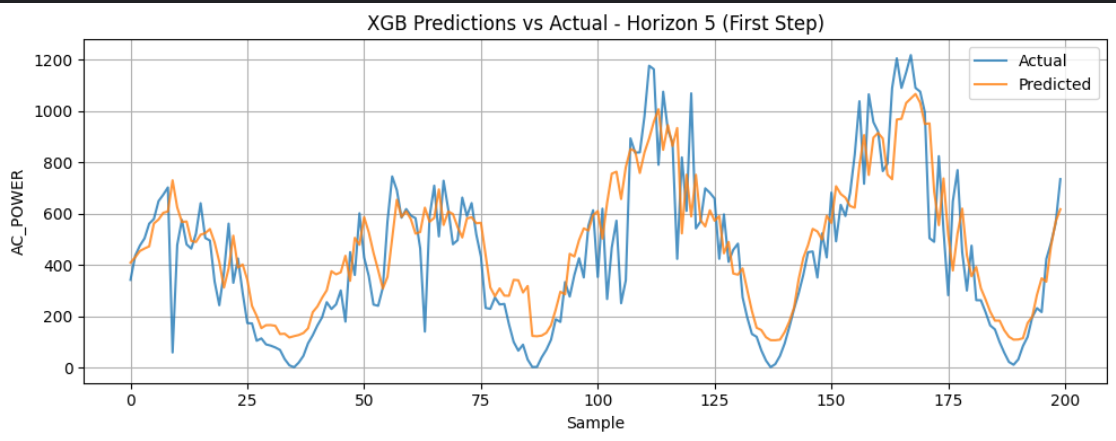 XGB Predictions vs Actual - Horizon 5 (First Step)
Actual
Predicted
AC_POWER
1200
1000
800
600
400
200
0
0 25 50 75 100 125 150 175 200
Sample